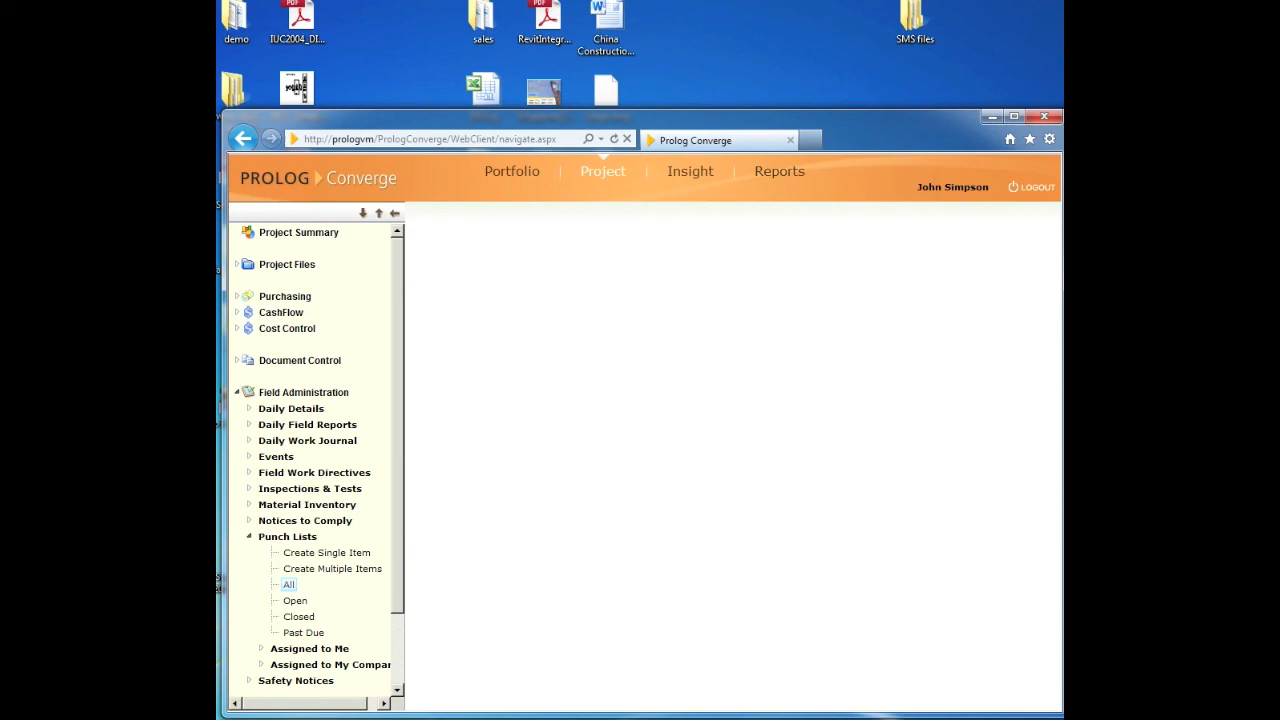 demo
IUC2004_DI...
sales
RevitIntegr...
China
Constructio...
SMS files
http://prologvm/PrologConverge/WebClient/navigate.aspx
Prolog Converge
PROLOG Converge
Portfolio
Project
Insight
Reports
John Simpson
LOGOUT
Project Summary
Project Files
Purchasing
CashFlow
Cost Control
Document Control
Field Administration
Daily Details
Daily Field Reports
Daily Work Journal
Events
Field Work Directives
Inspections & Tests
Material Inventory
Notices to Comply
Punch Lists
Create Single Item
Create Multiple Items
All
Open
Closed
Past Due
Assigned to Me
Assigned to My Compar
Safety Notices